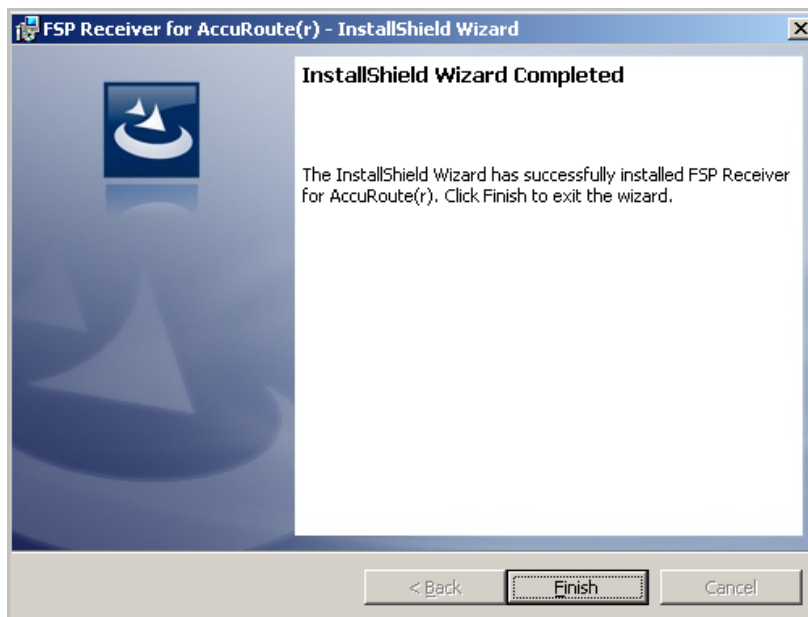 FSP Receiver for AccuRoute(r) - InstallShield Wizard
InstallShield Wizard Completed
The InstallShield Wizard has successfully installed FSP Receiver
for AccuRoute(r). Click Finish to exit the wizard.
< Back
Finish
Cancel